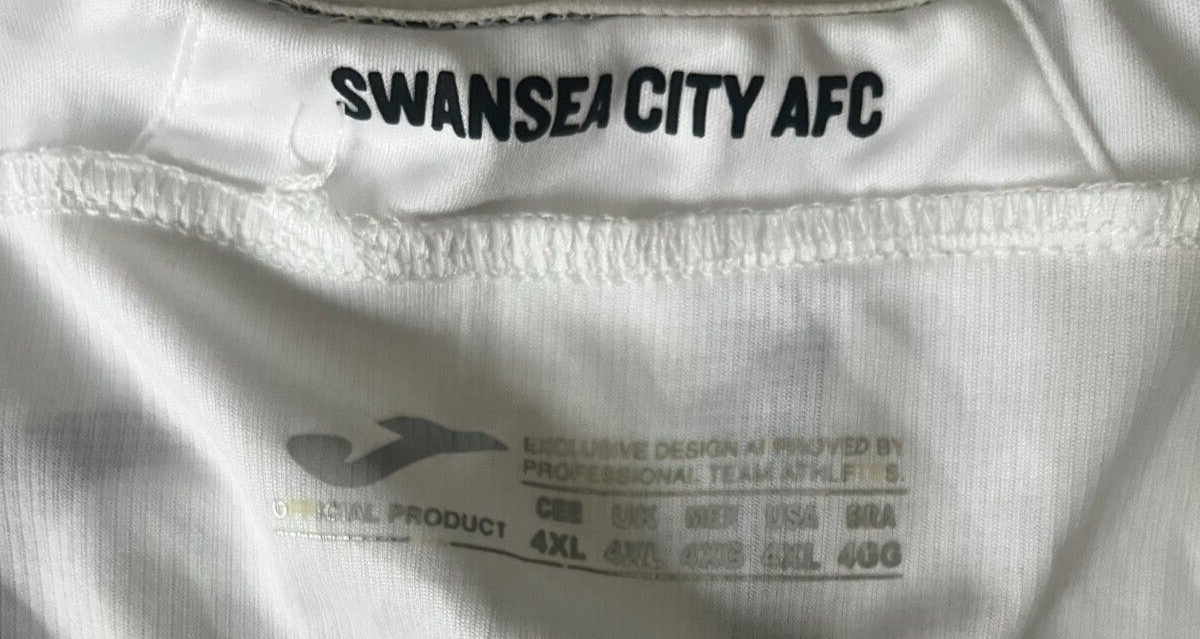 SWANSEA CITY AFC
EXCLUSIVE DESIGN APPROVED BY
PROFESSIONAL TEAM ATHLETES.
OFFICIAL PRODUCT
CEE UK MEX USA BRA
4XL 4XL 4XG 4XL 4GG